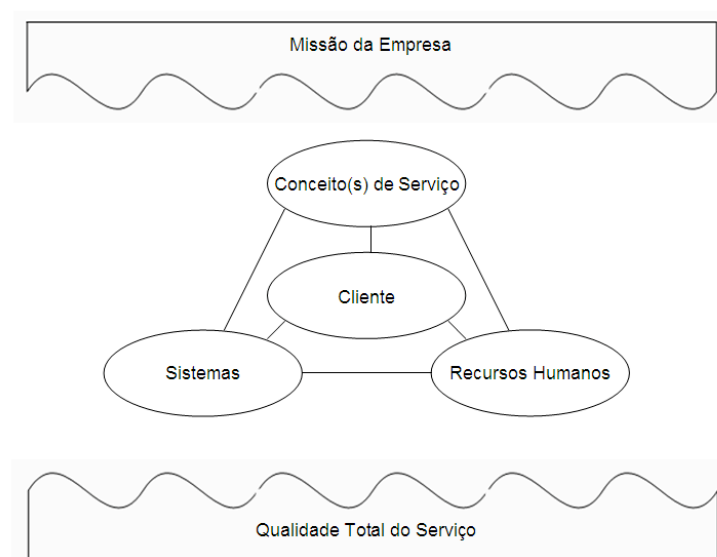 Missão da Empresa
Conceito(s) de Serviço
Cliente
Sistemas
Recursos Humanos
Qualidade Total do Serviço